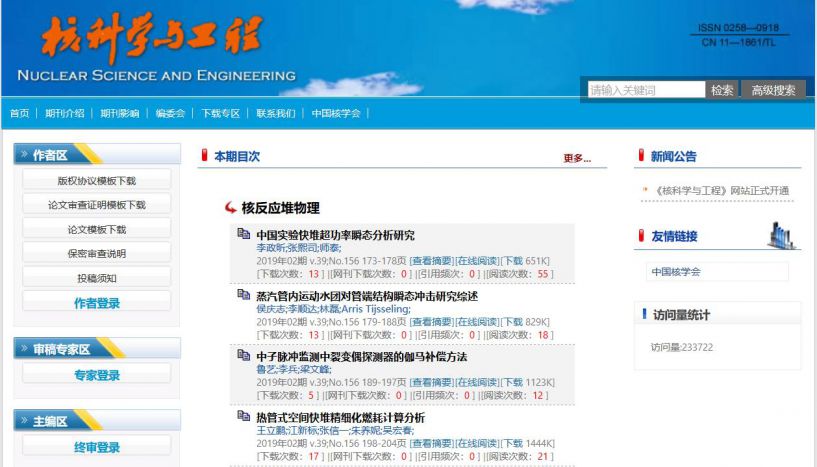 核科学与工程
NUCLEAR SCIENCE AND ENGINEERING
ISSN 0258—0918
CN 11—1861/TL
请输入关键词 检索 高级搜索
首页 | 期刊介绍 | 期刊影响 | 编委会 | 下载专区 | 联系我们 | 中国核学会 |
» 作者区
版权协议模板下载
论文审查证明模板下载
论文模板下载
保密审查说明
投稿须知
作者登录
» 审稿专家区
专家登录
» 主编区
终审登录
本期目次 更多...
核反应堆物理
中国实验快堆超功率瞬态分析研究
李政昕;张熙司;师泰;
2019年02期 v.39;No.156 173-178页 [查看摘要][在线阅读][下载 651K]
[下载次数：13 ] |[网刊下载次数：0 ] |[引用频次：0 ] |[阅读次数：55 ]
蒸汽管内运动水团对管端结构瞬态冲击研究综述
侯庆志;李顺达;林磊;Arris Tijsseling;
2019年02期 v.39;No.156 179-188页 [查看摘要][在线阅读][下载 829K]
[下载次数：13 ] |[网刊下载次数：0 ] |[引用频次：0 ] |[阅读次数：18 ]
中子脉冲监测中裂变偶探测器的伽马补偿方法
鲁艺;李兵;梁文峰;
2019年02期 v.39;No.156 189-197页 [查看摘要][在线阅读][下载 1123K]
[下载次数：5 ] |[网刊下载次数：0 ] |[引用频次：0 ] |[阅读次数：12 ]
热管式空间快堆精细化燃耗计算分析
王立鹏;江新标;张信一;朱养妮;吴宏春;
2019年02期 v.39;No.156 198-204页 [查看摘要][在线阅读][下载 1444K]
[下载次数：17 ] |[网刊下载次数：0 ] |[引用频次：0 ] |[阅读次数：21 ]
新闻公告
《核科学与工程》网站正式开通
友情链接
中国核学会
访问量统计
访问量:233722